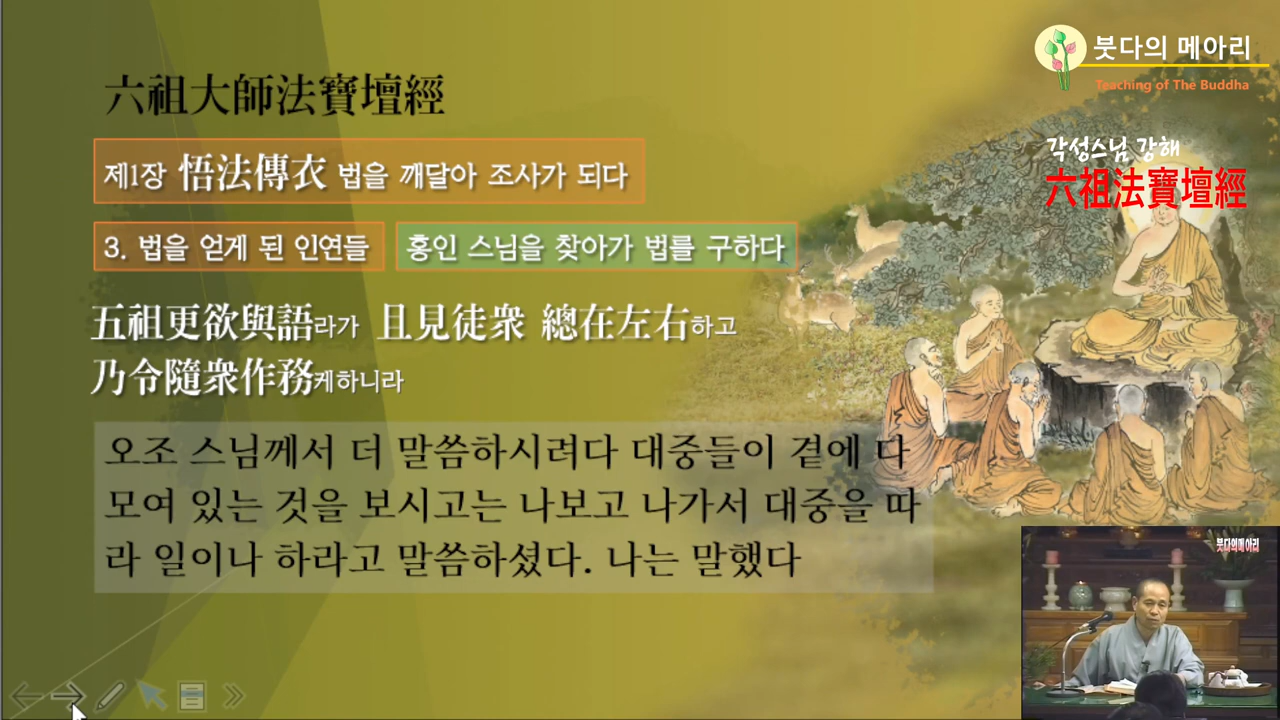 붓다의 메아리
Teaching of The Buddha
六祖大師法寶壇經
각성스님 강해
六祖法寶壇經
제1장 悟法傳衣 법을 깨달아 조사가 되다
3. 법을 얻게 된 인연들
홍인 스님을 찾아가 법를 구하다
五祖更欲與語라가 且見徒衆 總在左右하고
乃令隨衆作務케하니라
오조 스님께서 더 말씀하시려다 대중들이 곁에 다
모여 있는 것을 보시고는 나보고 나가서 대중을 따
라 일이나 하라고 말씀하셨다. 나는 말했다
붓다의메아리